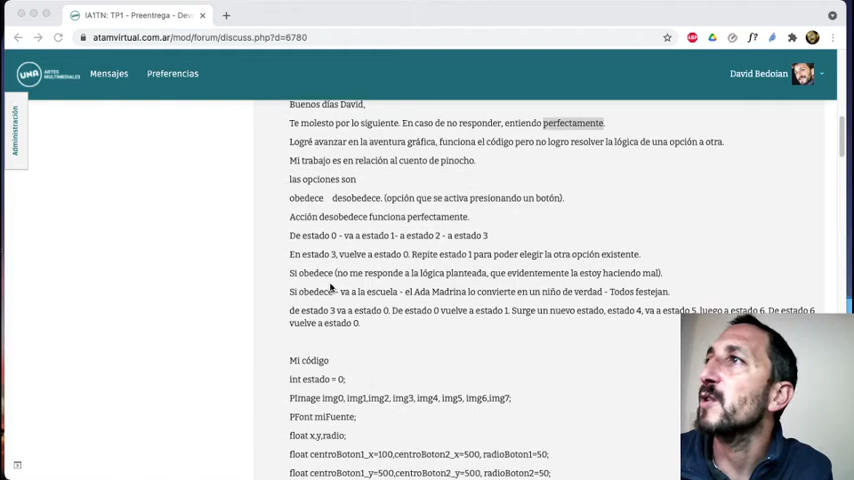 IA1TN: TP1 - Preentrega - Dev
atamvirtual.com.ar/mod/forum/discuss.php?d=6780
ABP
f?
UNA
ARTES
MULTIMEDIALES
Mensajes
Preferencias
David Bedoian
Administración
Buenos días David,
Te molesto por lo siguiente. En caso de no responder, entiendo perfectamente.
Logré avanzar en la aventura gráfica, funciona el código pero no logro resolver la lógica de una opción a otra.
Mi trabajo es en relación al cuento de pinocho.
las opciones son
obedece desobedece. (opción que se activa presionando un botón).
Acción desobedece funciona perfectamente.
De estado 0 - va a estado 1- a estado 2 - a estado 3
En estado 3, vuelve a estado 0. Repite estado 1 para poder elegir la otra opción existente.
Si obedece (no me responde a la lógica planteada, que evidentemente la estoy haciendo mal).
Si obedece - va a la escuela - el Ada Madrina lo convierte en un niño de verdad - Todos festejan.
de estado 3 va a estado 0. De estado 0 vuelve a estado 1. Surge un nuevo estado, estado 4, va a estado 5, luego a estado 6. De estado 6
vuelve a estado 0.
Mi código
int estado = 0;
PImage img0, img1,img2, img3, img4, img5, img6,img7;
PFont miFuente;
float x,y,radio;
float centroBoton1_x=100,centroBoton2_x=500, radioBoton1=50;
float centroBoton1_y=500,centroBoton2_y=500, radioBoton2=50;